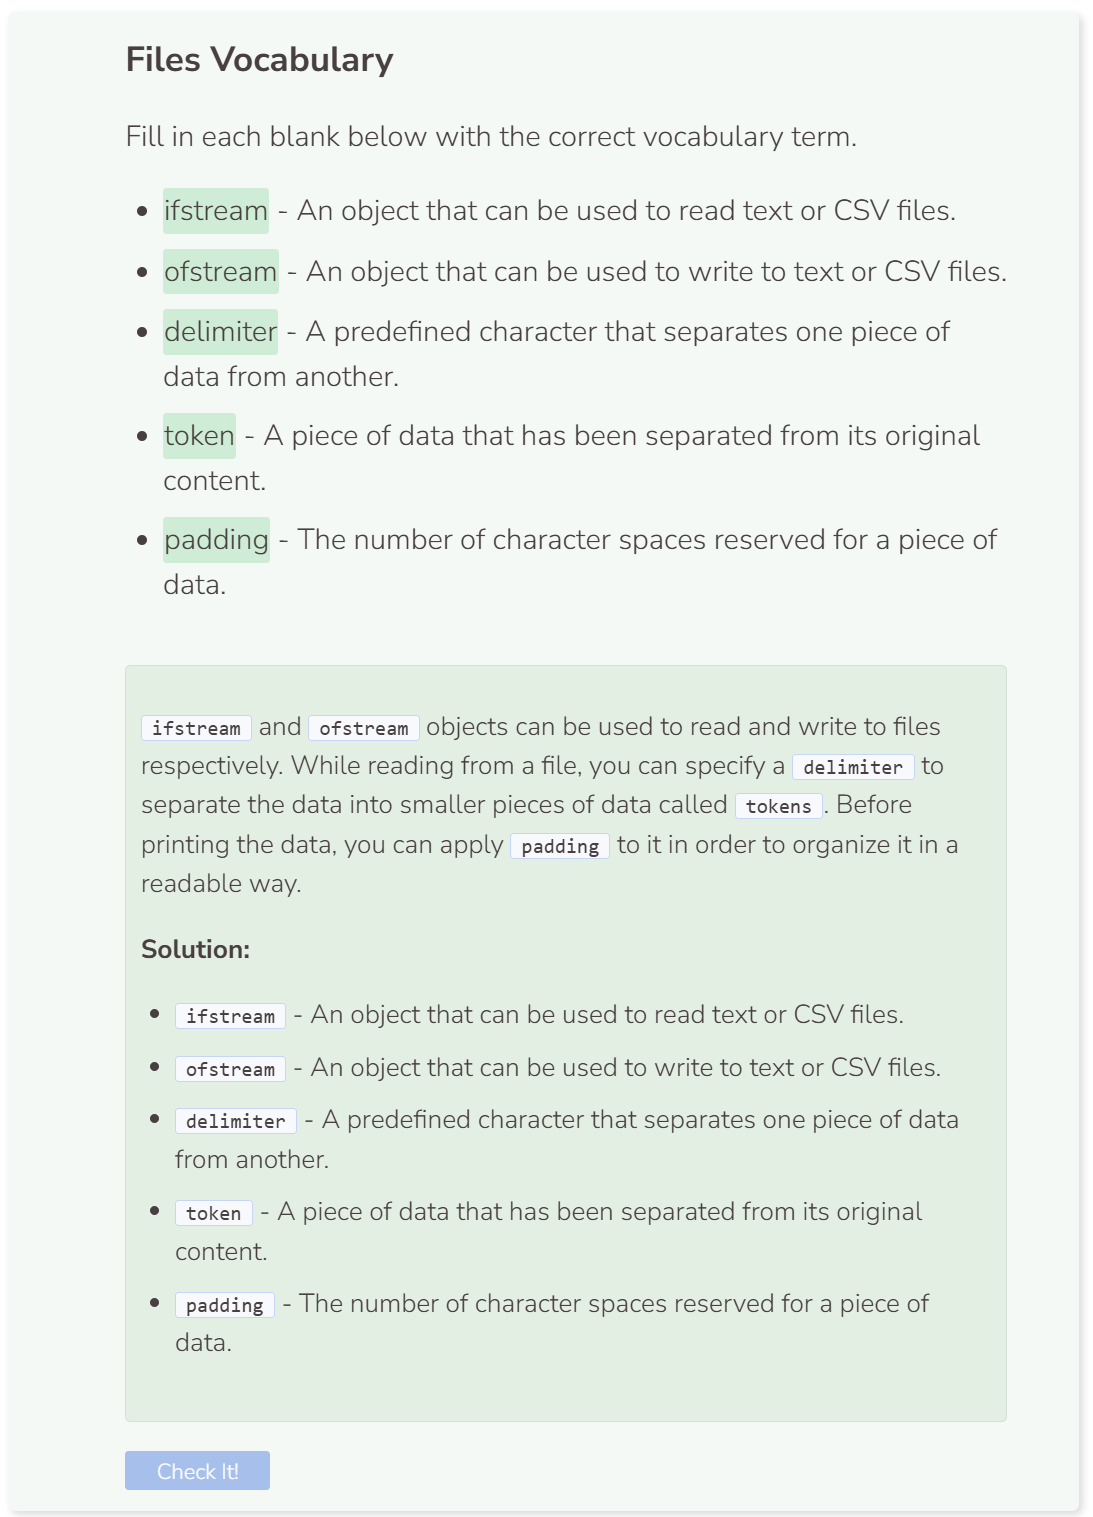 Files Vocabulary
Fill in each blank below with the correct vocabulary term.
ifstream - An object that can be used to read text or CSV files.
ofstream - An object that can be used to write to text or CSV files.
delimiter - A predefined character that separates one piece of
data from another.
token - A piece of data that has been separated from its original
content.
padding - The number of character spaces reserved for a piece of
data.
ifstream and ofstream objects can be used to read and write to files
respectively. While reading from a file, you can specify a delimiter to
separate the data into smaller pieces of data called tokens. Before
printing the data, you can apply padding to it in order to organize it in a
readable way.
Solution:
ifstream - An object that can be used to read text or CSV files.
ofstream - An object that can be used to write to text or CSV files.
delimiter - A predefined character that separates one piece of data
from another.
token - A piece of data that has been separated from its original
content.
padding - The number of character spaces reserved for a piece of
data.
Check It!